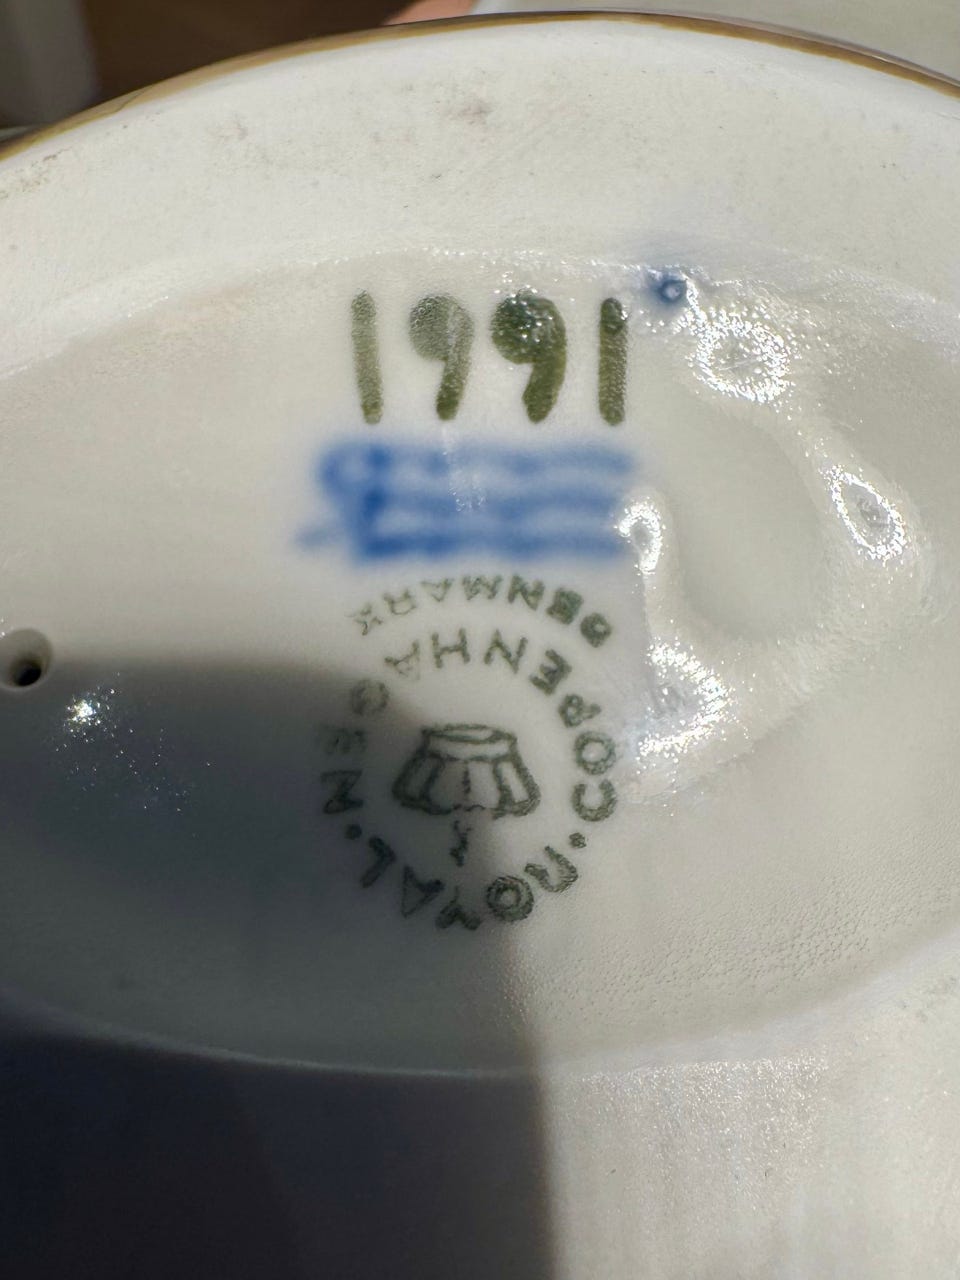 1991
DENMARK
ROYAL. COPENHAGEN.